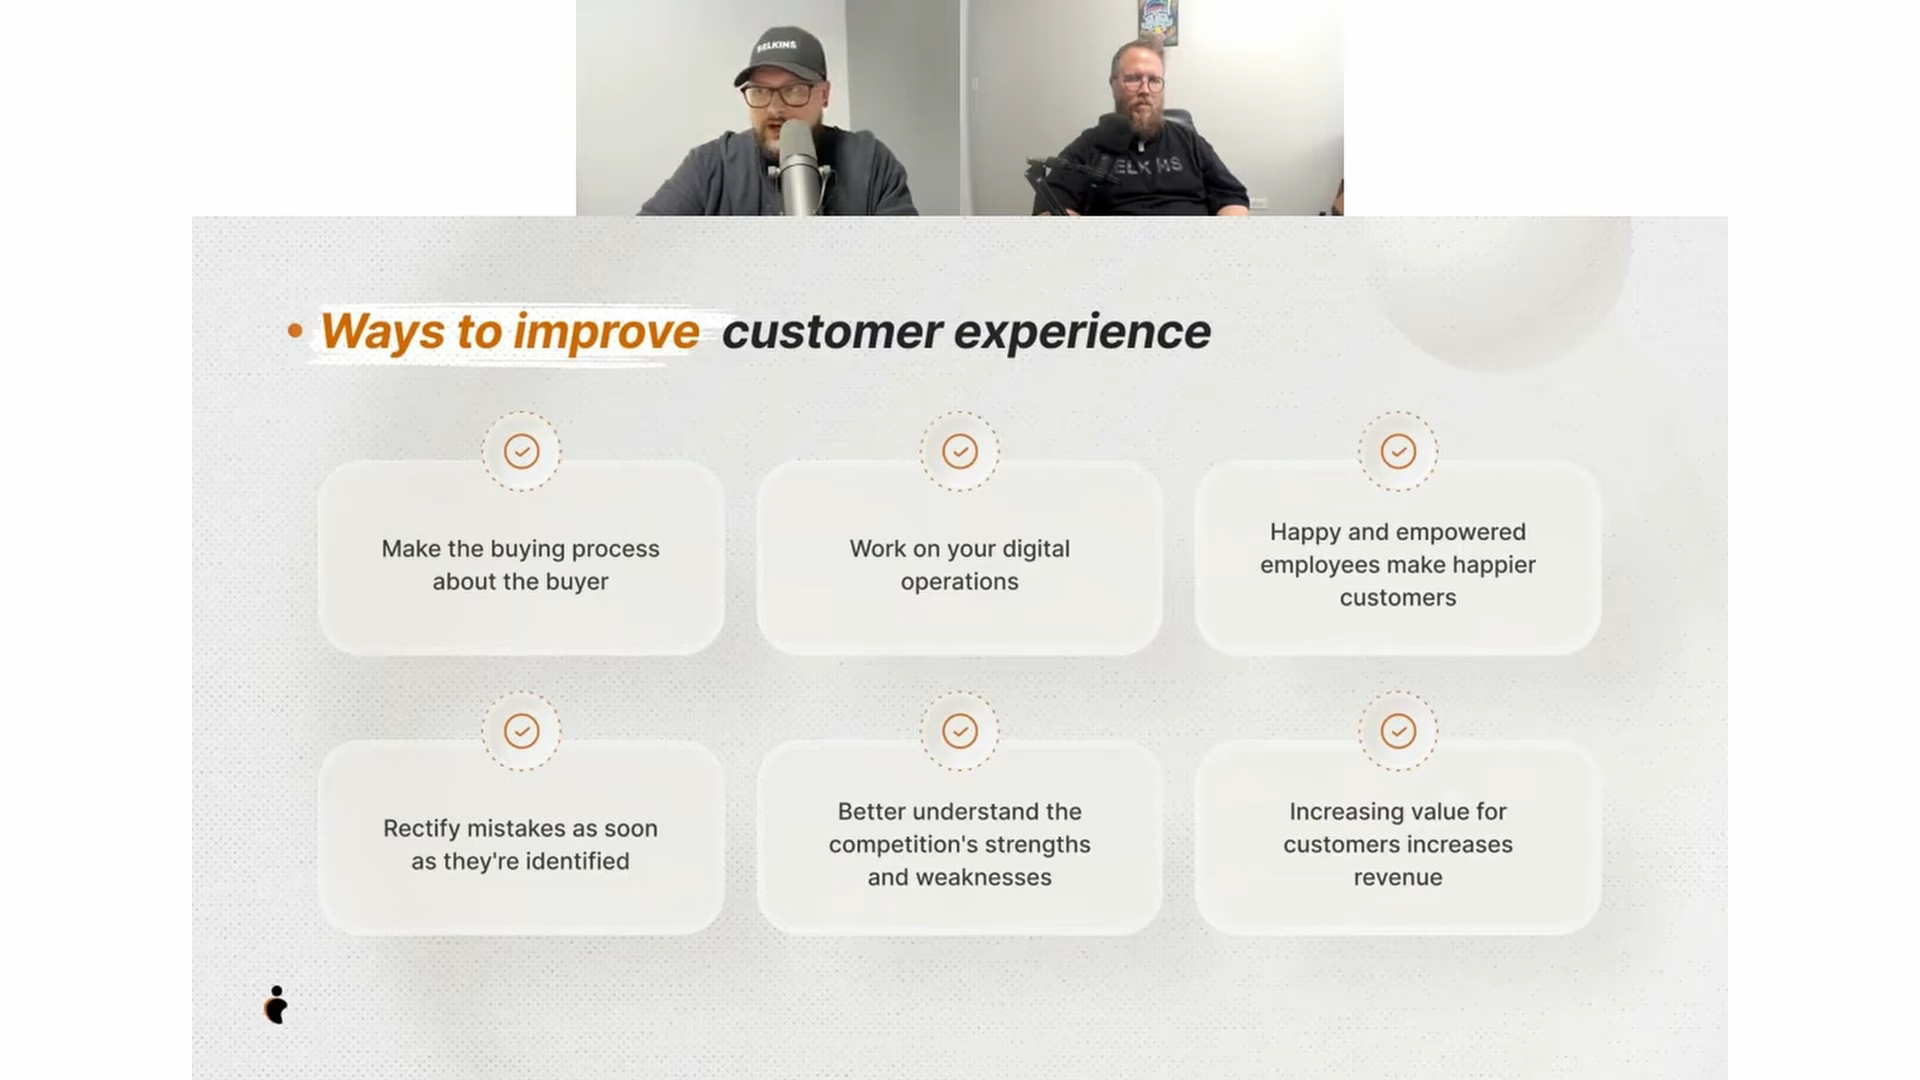 BELKINS
ELKINS
Ways to improve customer experience
Make the buying process
about the buyer
Work on your digital
operations
Happy and empowered
employees make happier
customers
Rectify mistakes as soon
as they're identified
Better understand the
competition's strengths
and weaknesses
Increasing value for
customers increases
revenue